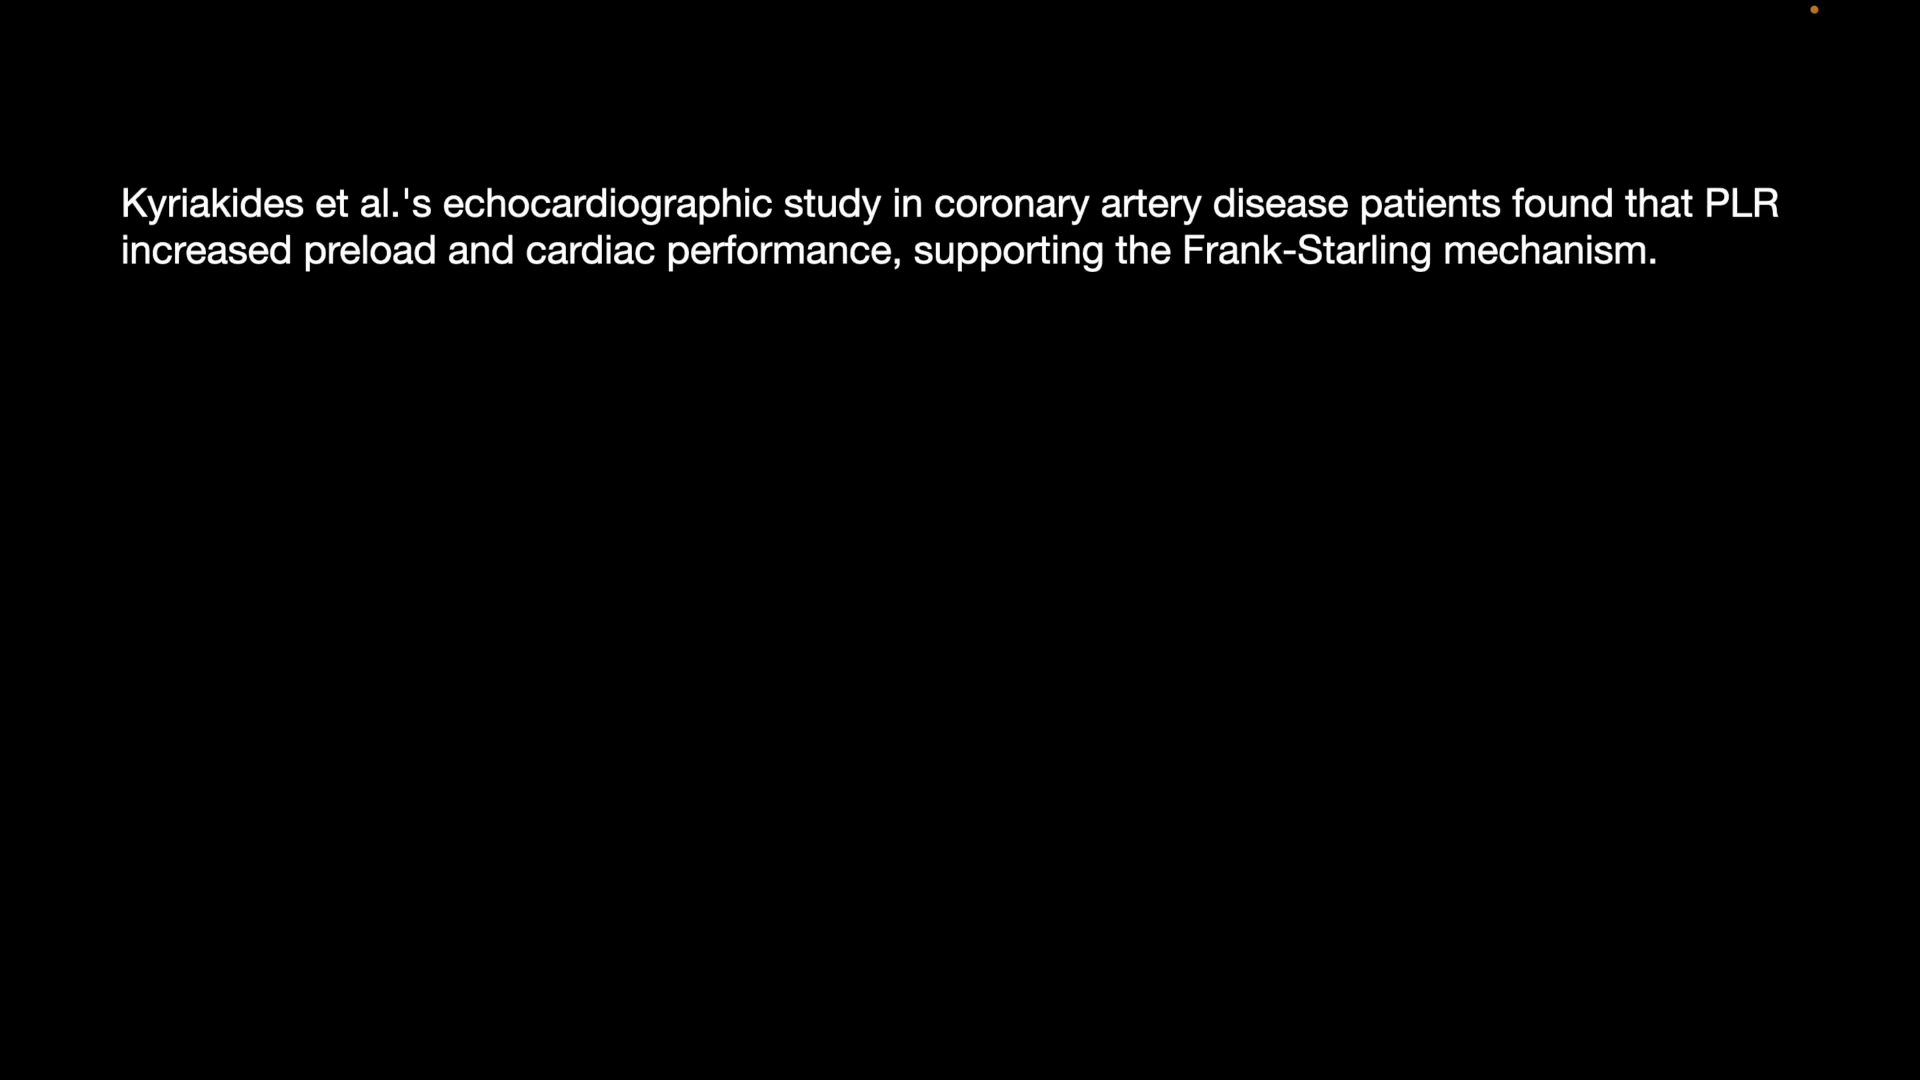 Kyriakides et al.'s echocardiographic study in coronary artery disease patients found that PLR
increased preload and cardiac performance, supporting the Frank-Starling mechanism.